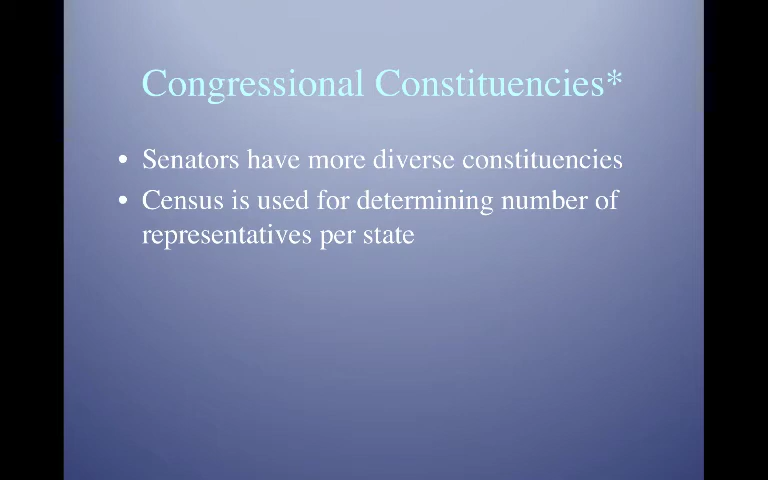 Congressional Constituencies*
• Senators have more diverse constituencies
• Census is used for determining number of
representatives per state